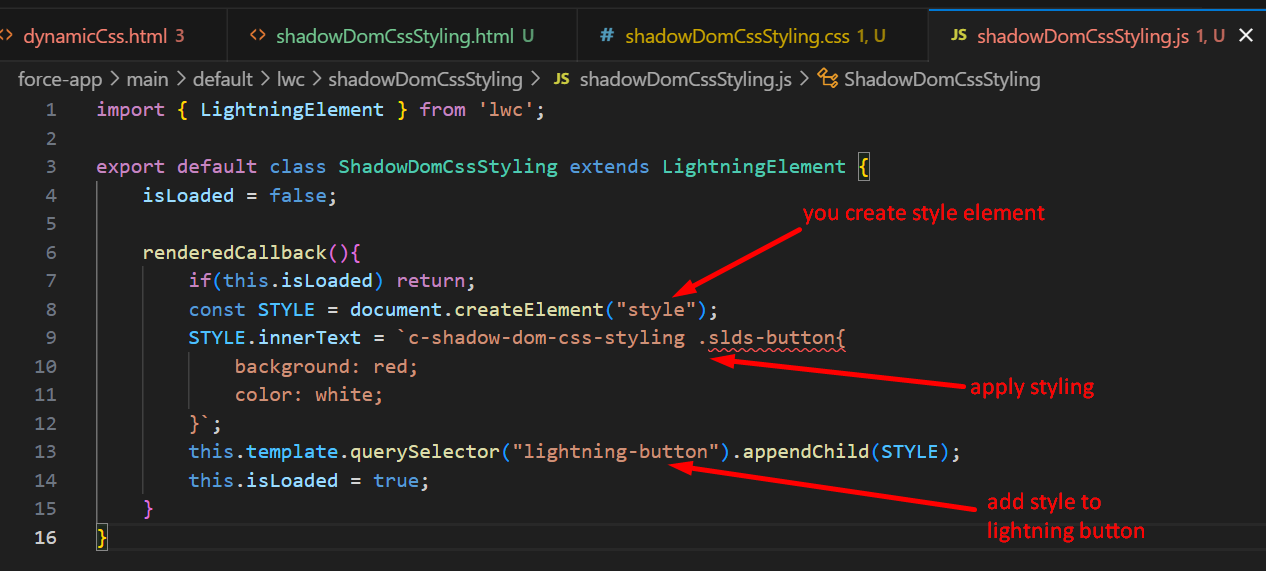 <> dynamicCss.html 3 <> shadowDomCssStyling.html U # shadowDomCssStyling.css 1, U JS shadowDomCssStyling.js 1, U ×
force-app > main > default > lwc > shadowDomCssStyling > JS shadowDomCssStyling.js > ShadowDomCssStyling
1 import { LightningElement } from 'lwc';
2
3 export default class ShadowDomCssStyling extends LightningElement {
4     isLoaded = false;
5
you create style element
6     renderedCallback(){
7         if(this.isLoaded) return;
8         const STYLE = document.createElement("style");
9         STYLE.innerText = `c-shadow-dom-css-styling .slds-button{
10             background: red;
apply styling
11             color: white;
12         }`;
13         this.template.querySelector("lightning-button").appendChild(STYLE);
14         this.isLoaded = true;
15     }
add style to
lightning button
16 }